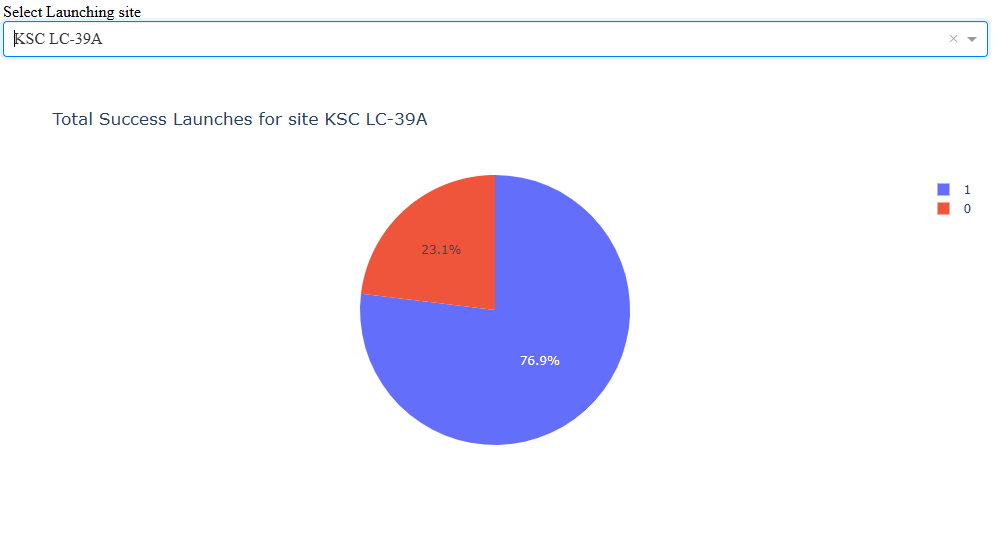 Select Launching site
KSC LC-39A
Total Success Launches for site KSC LC-39A
1
0
23.1%
76.9%